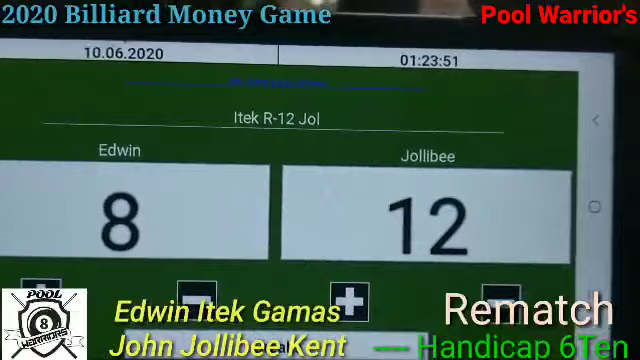 2020 Billiard Money Game
Pool Warrior's
10.06.2020
01:23:51
Itek R-12 Jol
Edwin
Jollibee
8
12
POOL
8
WARRIORS
Edwin Itek Gamas
John Jollibee Kent
Rematch
---- Handicap 6Ten